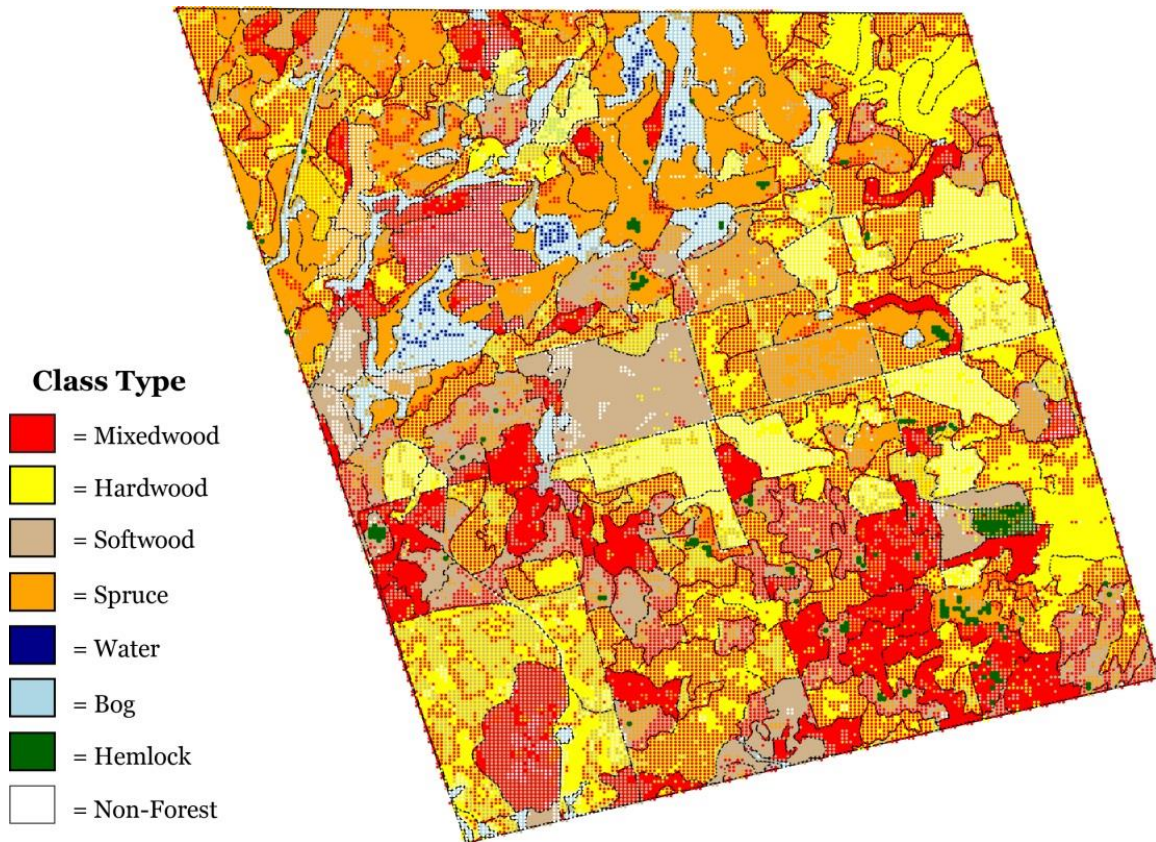 Class Type
= Mixedwood
= Hardwood
= Softwood
= Spruce
= Water
= Bog
= Hemlock
= Non-Forest